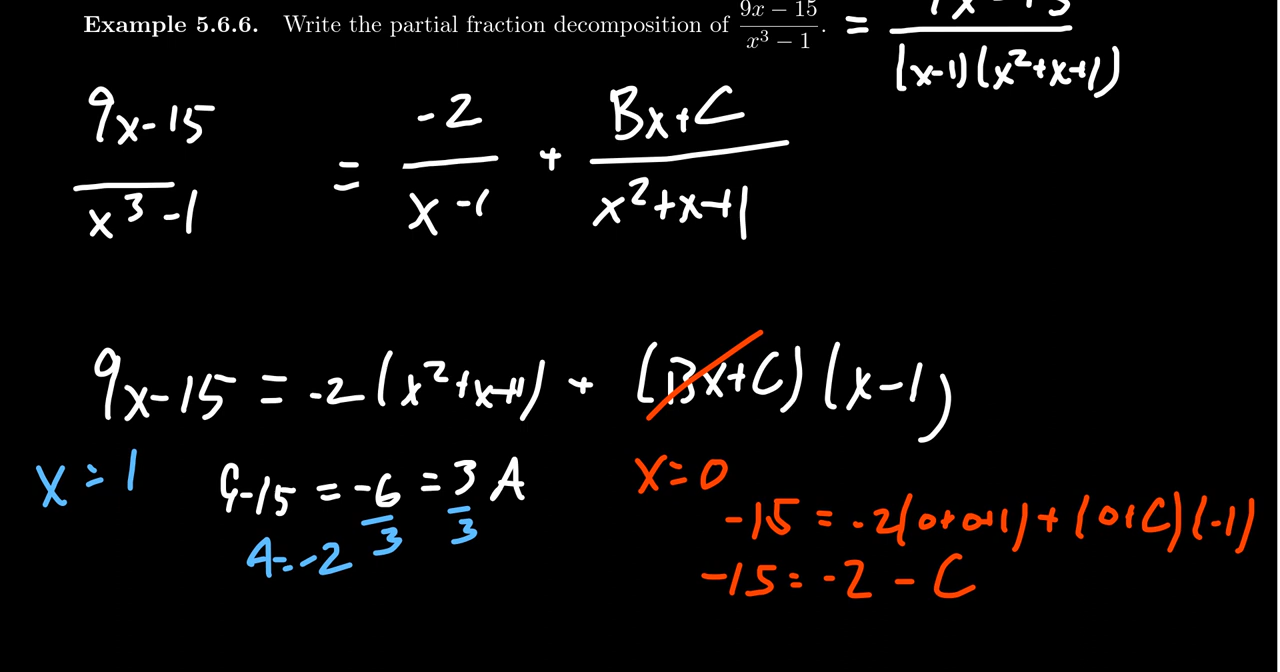 Example 5.6.6. Write the partial fraction decomposition of (9x − 15)/(x³ − 1). = (9x-15)/((x-1)(x²+x+1))
(9x-15)/(x³-1) = -2/(x-1) + (Bx+C)/(x²+x+1)
9x-15 = -2(x²+x+1) + (Bx+C)(x-1)
x=1 9-15 = -6 = 3A x=0
3 3
A=-2
-15 = -2(0+0+1) + (0+C)(-1)
-15 = -2 - C